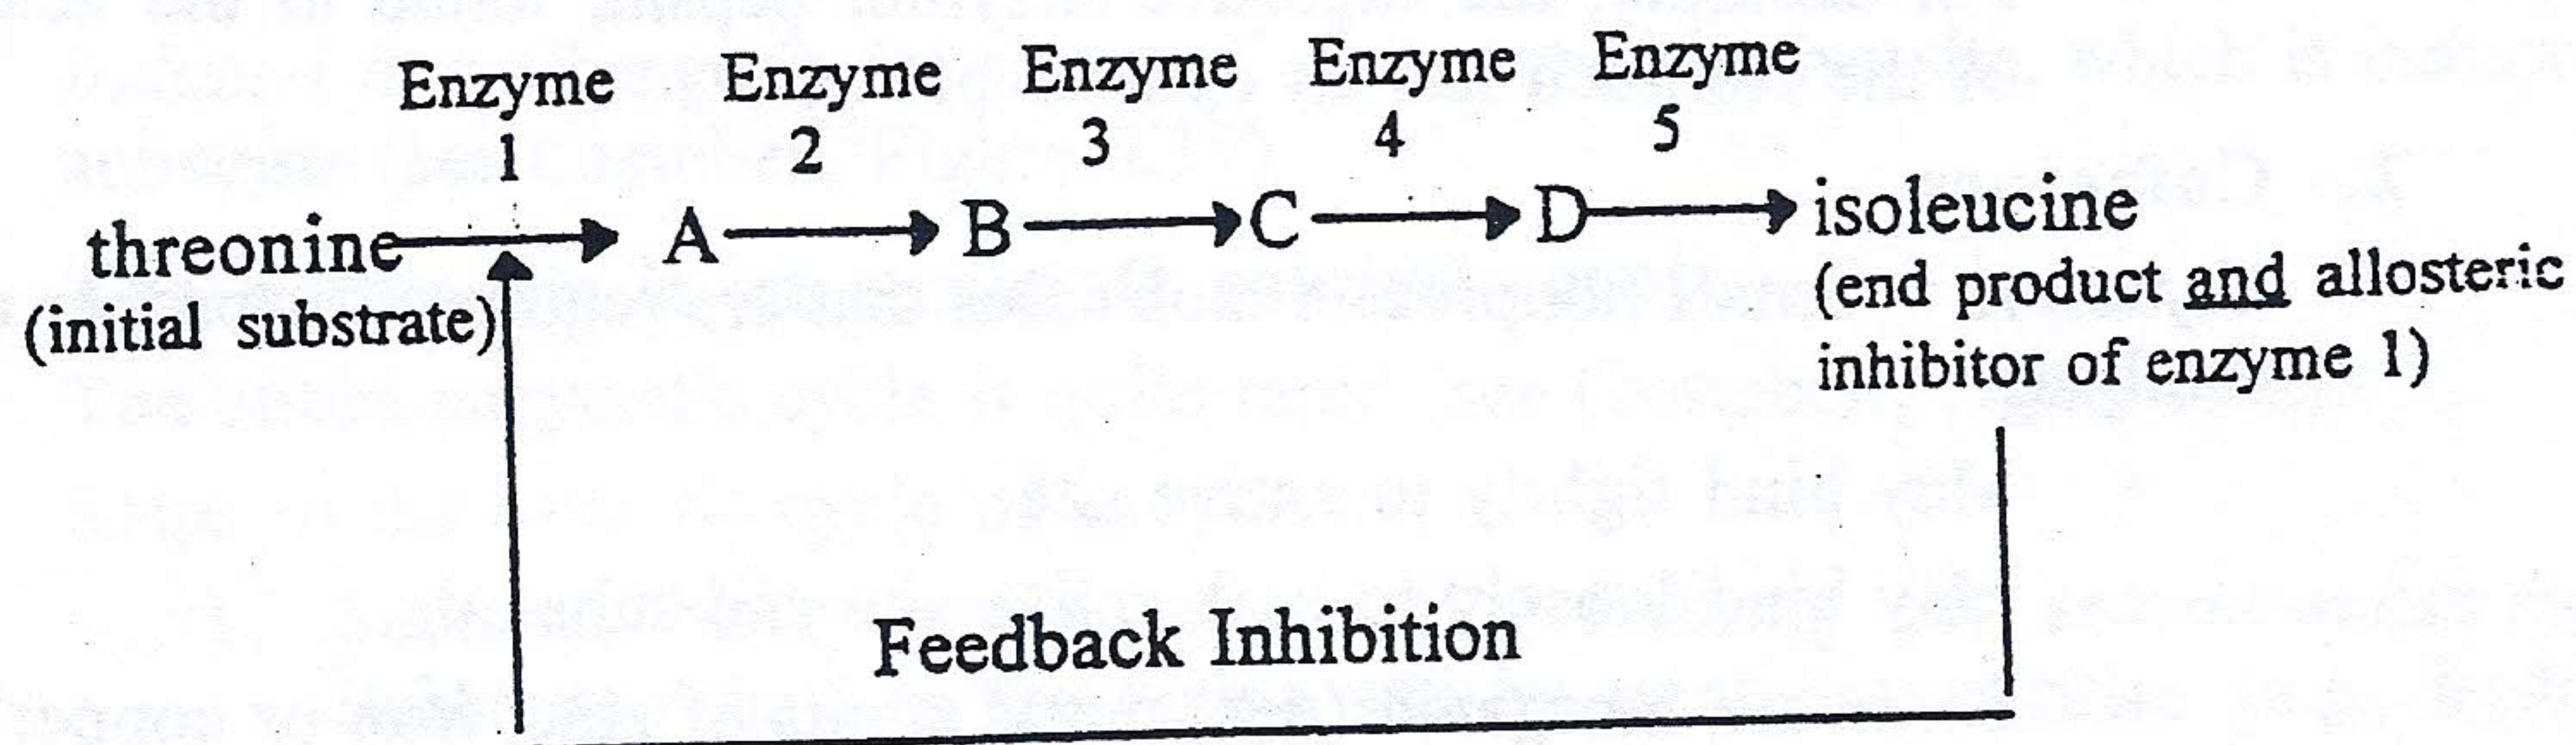 Enzyme Enzyme Enzyme Enzyme Enzyme
1 2 3 4 5
threonine A B C D isoleucine
(initial substrate)
(end product and allosteric
inhibitor of enzyme 1)
Feedback Inhibition